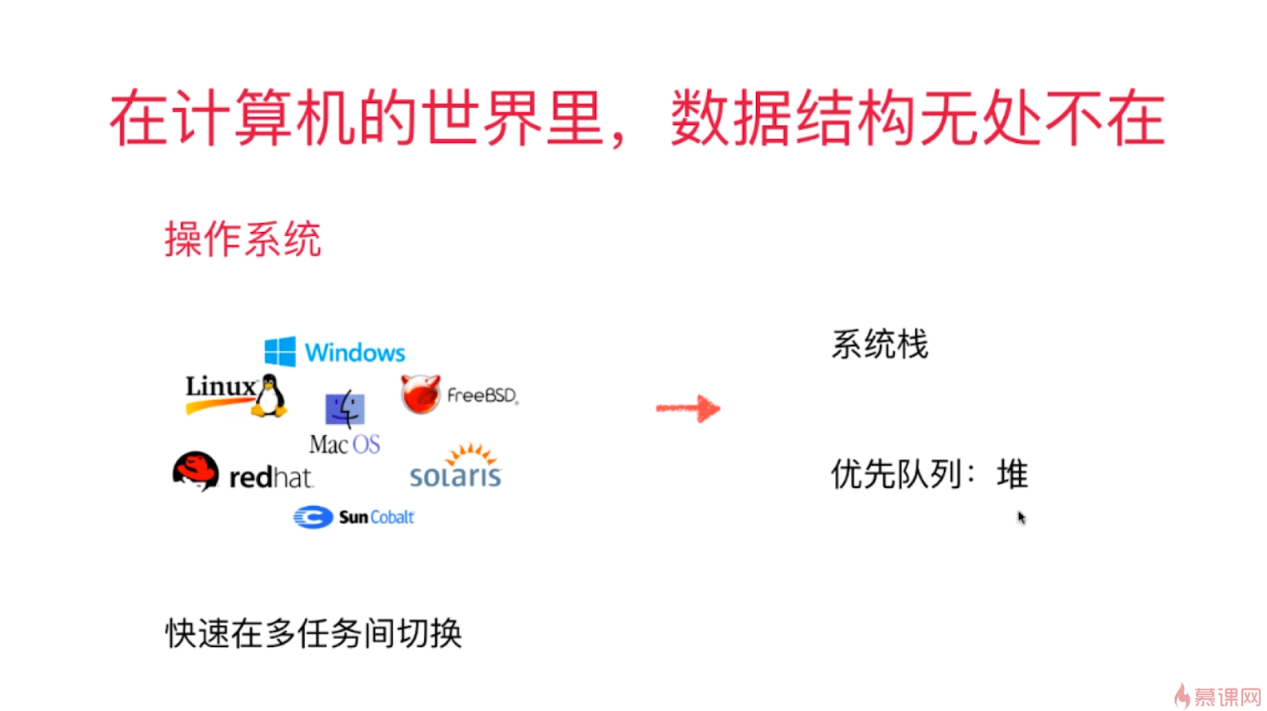 在计算机的世界里，数据结构无处不在
操作系统
Windows
Linux
FreeBSD
Mac OS
redhat.
solaris
Sun Cobalt
系统栈
优先队列：堆
快速在多任务间切换
慕课网